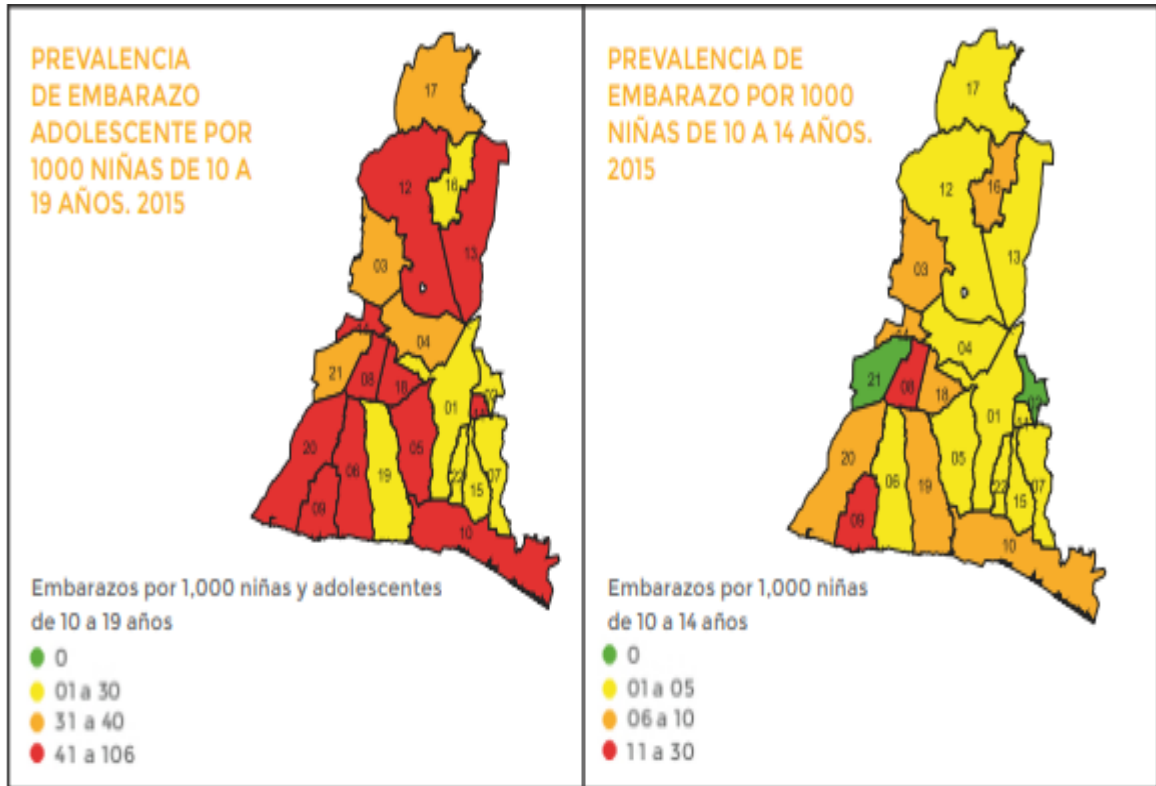 PREVALENCIA
DE EMBARAZO
ADOLESCENTE POR
1000 NIÑAS DE 10 A
19 AÑOS. 2015
17
12
16
13
03
04
21
08
18
01
20
06
19
05
22
15
07
09
10
Embarazos por 1,000 niñas y adolescentes
de 10 a 19 años
0
01 a 30
31 a 40
41 a 106
PREVALENCIA DE
EMBARAZO POR 1000
NIÑAS DE 10 A 14 AÑOS.
2015
17
12
16
13
03
04
21
08
18
01
20
06
19
05
22
15
07
09
10
Embarazos por 1,000 niñas
de 10 a 14 años
0
01 a 05
06 a 10
11 a 30